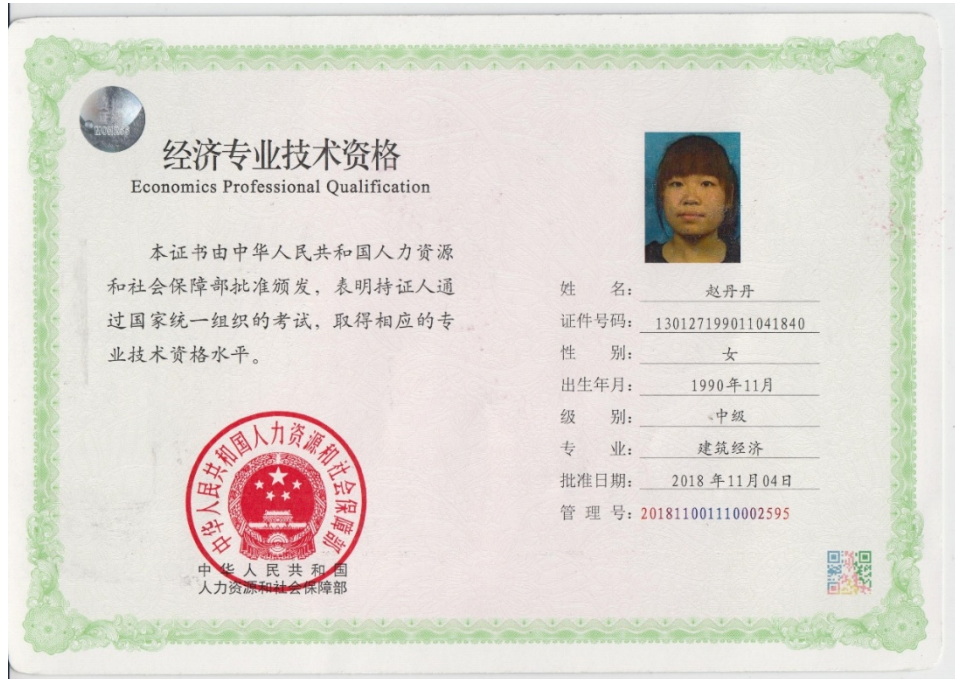 经济专业技术资格
Economics Professional Qualification
本证书由中华人民共和国人力资源
和社会保障部批准颁发，表明持证人通
过国家统一组织的考试，取得相应的专
业技术资格水平。
中华人民共和国人力资源和社会保障部
中华人民共和国
人力资源和社会保障部
姓 名：赵丹丹
证件号码：130127199011041840
性 别：女
出生年月：1990年11月
级 别：中级
专 业：建筑经济
批准日期：2018年11月04日
管 理 号：201811001110002595